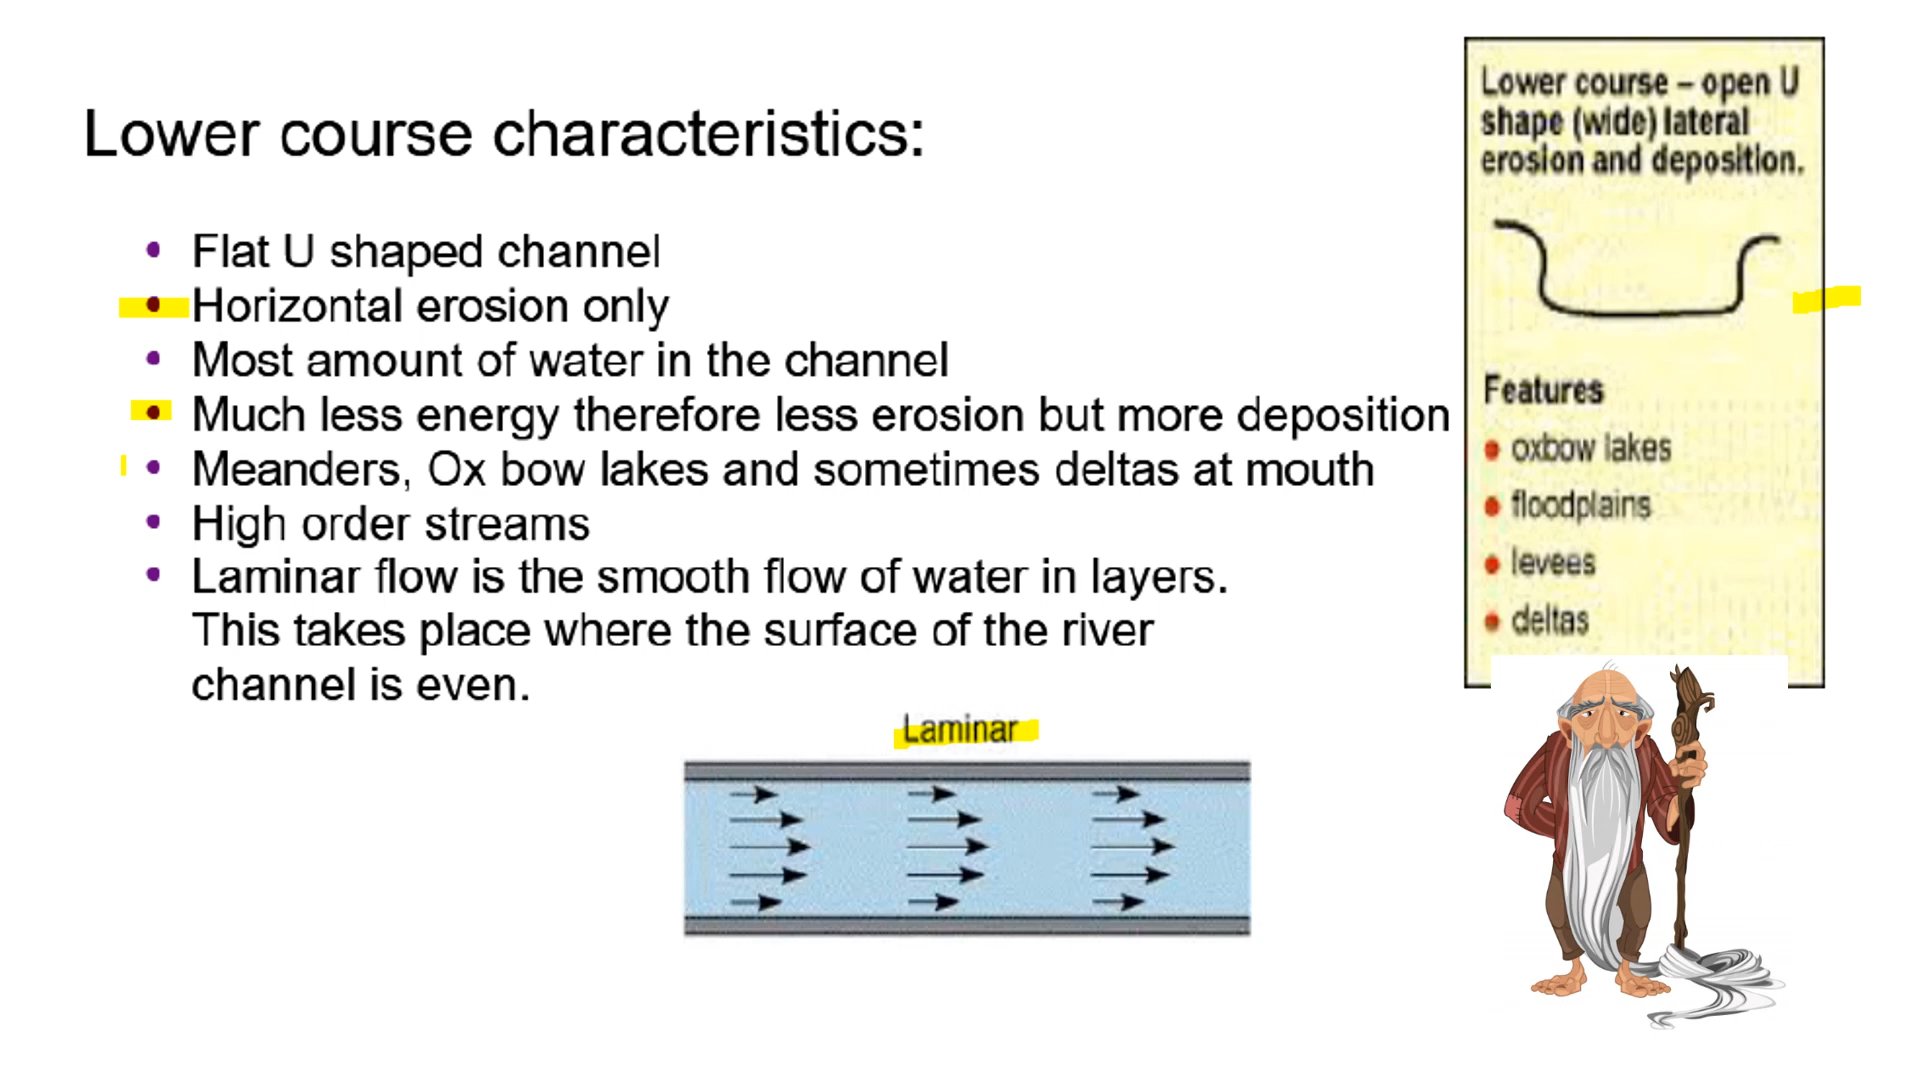 Lower course characteristics:
• Flat U shaped channel
• Horizontal erosion only
• Most amount of water in the channel
• Much less energy therefore less erosion but more deposition
• Meanders, Ox bow lakes and sometimes deltas at mouth
• High order streams
• Laminar flow is the smooth flow of water in layers.
This takes place where the surface of the river
channel is even.
Laminar
Lower course – open U
shape (wide) lateral
erosion and deposition.
Features
• oxbow lakes
• floodplains
• levees
• deltas